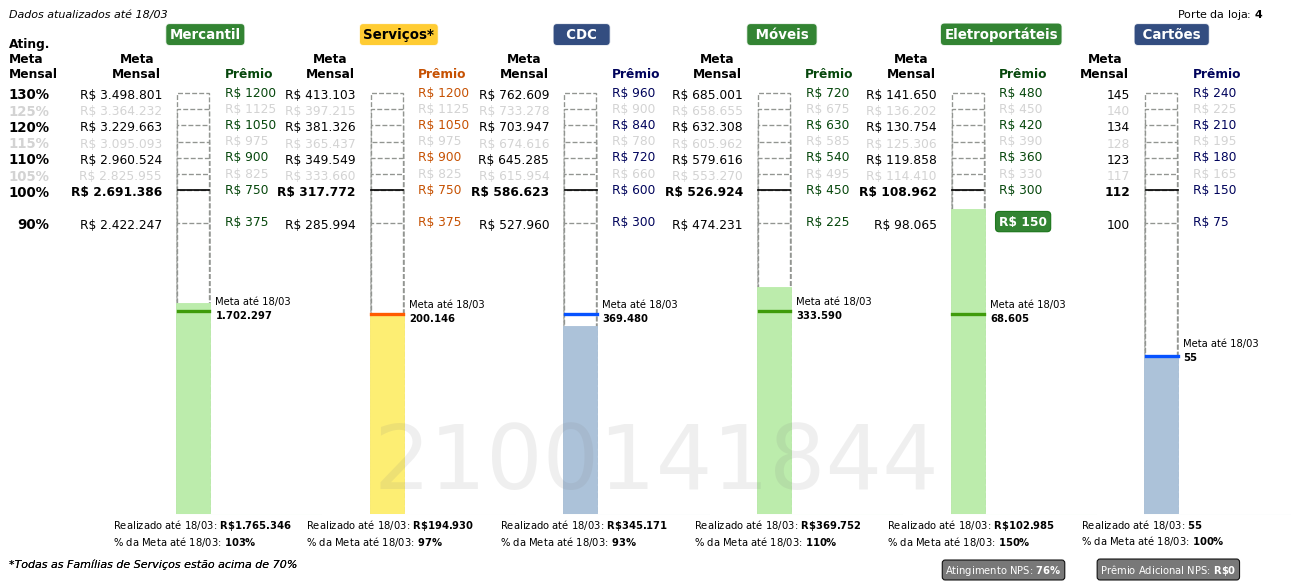 Dados atualizados até 18/03 Porte da loja: 4
Mercantil Serviços* CDC Móveis Eletroportáteis Cartões
Ating.
Meta Meta Meta Meta Meta Meta Meta
Mensal Mensal Prêmio Mensal Prêmio Mensal Prêmio Mensal Prêmio Mensal Prêmio Mensal Prêmio
130% R$ 3.498.801 R$ 1200 R$ 413.103 R$ 1200 R$ 762.609 R$ 960 R$ 685.001 R$ 720 R$ 141.650 R$ 480 145 R$ 240
125% R$ 3.364.232 R$ 1125 R$ 397.215 R$ 1125 R$ 733.278 R$ 900 R$ 658.655 R$ 675 R$ 136.202 R$ 450 140 R$ 225
120% R$ 3.229.663 R$ 1050 R$ 381.326 R$ 1050 R$ 703.947 R$ 840 R$ 632.308 R$ 630 R$ 130.754 R$ 420 134 R$ 210
115% R$ 3.095.093 R$ 975 R$ 365.437 R$ 975 R$ 674.616 R$ 780 R$ 605.962 R$ 585 R$ 125.306 R$ 390 128 R$ 195
110% R$ 2.960.524 R$ 900 R$ 349.549 R$ 900 R$ 645.285 R$ 720 R$ 579.616 R$ 540 R$ 119.858 R$ 360 123 R$ 180
105% R$ 2.825.955 R$ 825 R$ 333.660 R$ 825 R$ 615.954 R$ 660 R$ 553.270 R$ 495 R$ 114.410 R$ 330 117 R$ 165
100% R$ 2.691.386 R$ 750 R$ 317.772 R$ 750 R$ 586.623 R$ 600 R$ 526.924 R$ 450 R$ 108.962 R$ 300 112 R$ 150
90% R$ 2.422.247 R$ 375 R$ 285.994 R$ 375 R$ 527.960 R$ 300 R$ 474.231 R$ 225 R$ 98.065 R$ 150 100 R$ 75
Meta até 18/03 Meta até 18/03 Meta até 18/03 Meta até 18/03 Meta até 18/03
1.702.297 200.146 369.480 333.590 68.605
Meta até 18/03
55
2100141844
Realizado até 18/03: R$1.765.346 Realizado até 18/03: R$194.930 Realizado até 18/03: R$345.171 Realizado até 18/03: R$369.752 Realizado até 18/03: R$102.985 Realizado até 18/03: 55
% da Meta até 18/03: 103% % da Meta até 18/03: 97% % da Meta até 18/03: 93% % da Meta até 18/03: 110% % da Meta até 18/03: 150% % da Meta até 18/03: 100%
*Todas as Famílias de Serviços estão acima de 70% Atingimento NPS: 76% Prêmio Adicional NPS: R$0